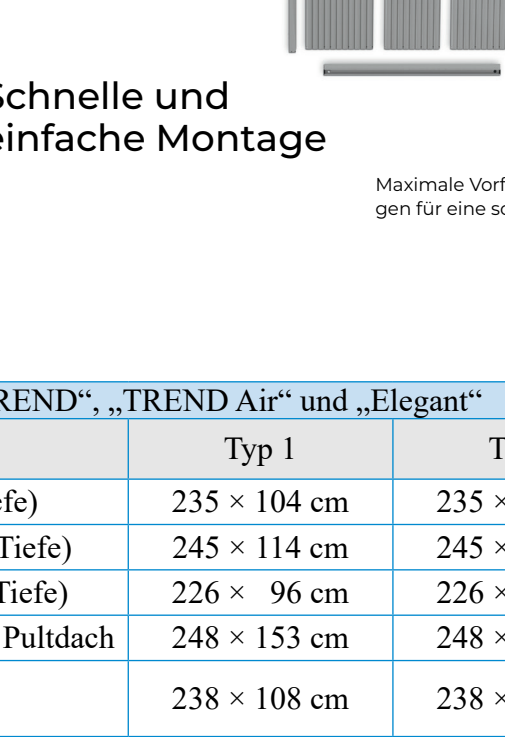 Schnelle und
einfache Montage
Maximale Vorf
gen für eine sc
REND“, „TREND Air“ und „Elegant“
Typ 1 T
efe) 235 × 104 cm 235 ×
Tiefe) 245 × 114 cm 245 ×
Tiefe) 226 × 96 cm 226 ×
Pultdach 248 × 153 cm 248 ×
238 × 108 cm 238 ×